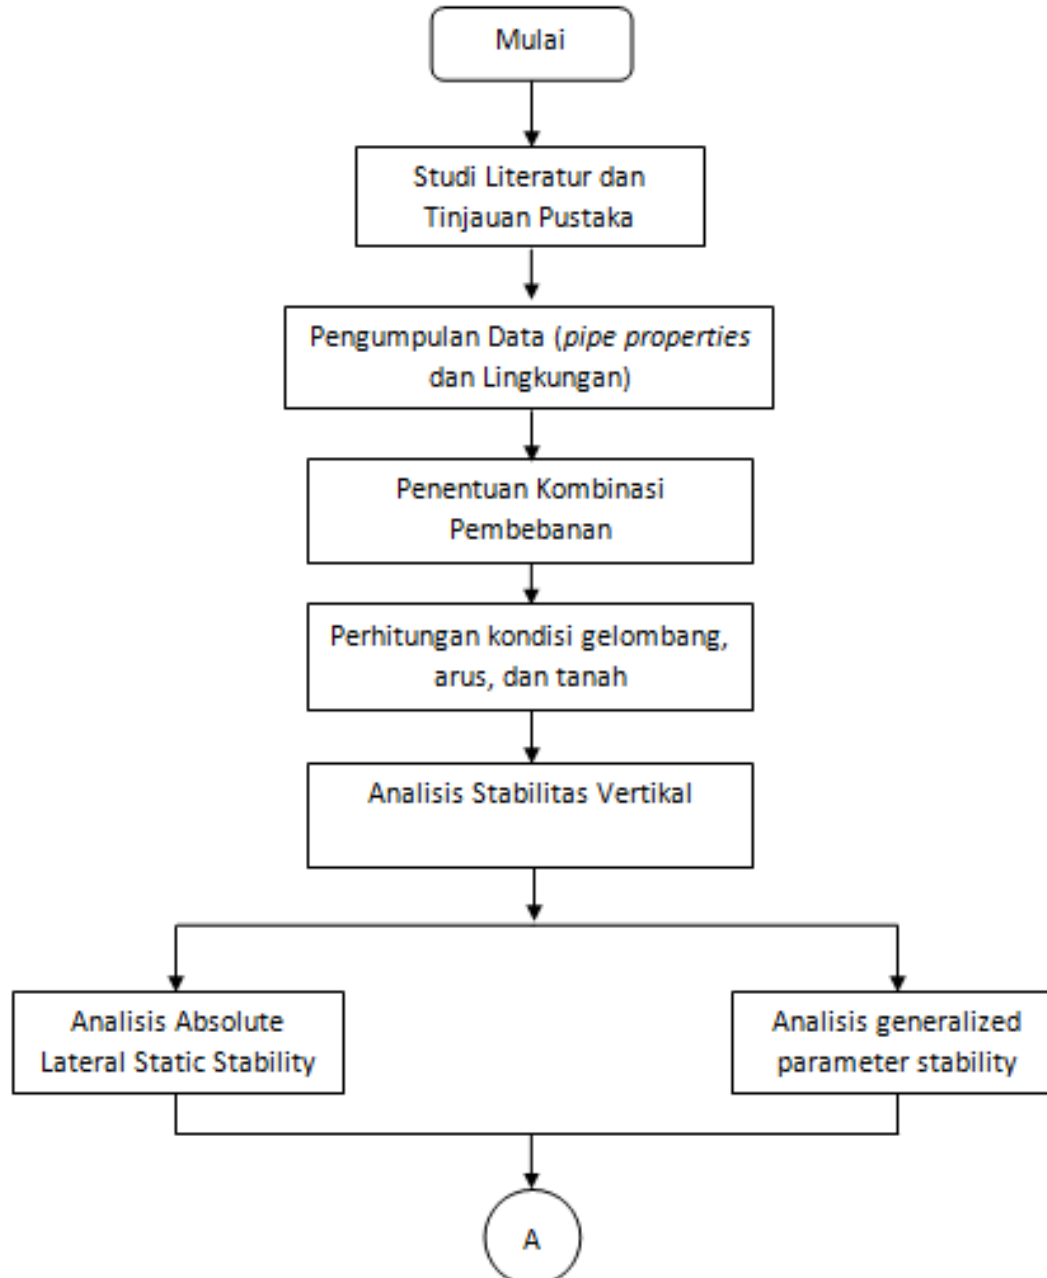 Mulai
Studi Literatur dan
Tinjauan Pustaka
Pengumpulan Data (pipe properties
dan Lingkungan)
Penentuan Kombinasi
Pembebanan
Perhitungan kondisi gelombang,
arus, dan tanah
Analisis Stabilitas Vertikal
Analisis Absolute
Lateral Static Stability
Analisis generalized
parameter stability
A